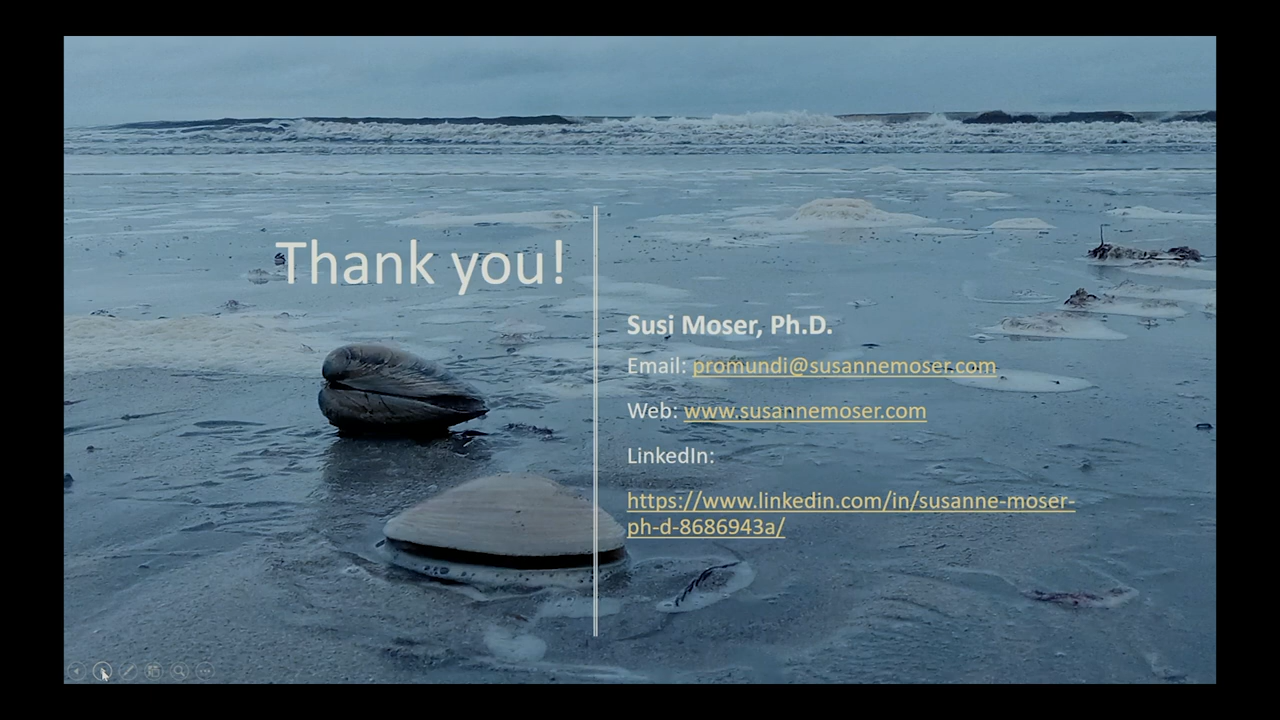 Thank you!
Susi Moser, Ph.D.
Email: promundi@susannemoser.com
Web: www.susannemoser.com
LinkedIn:
https://www.linkedin.com/in/susanne-moser-
ph-d-8686943a/